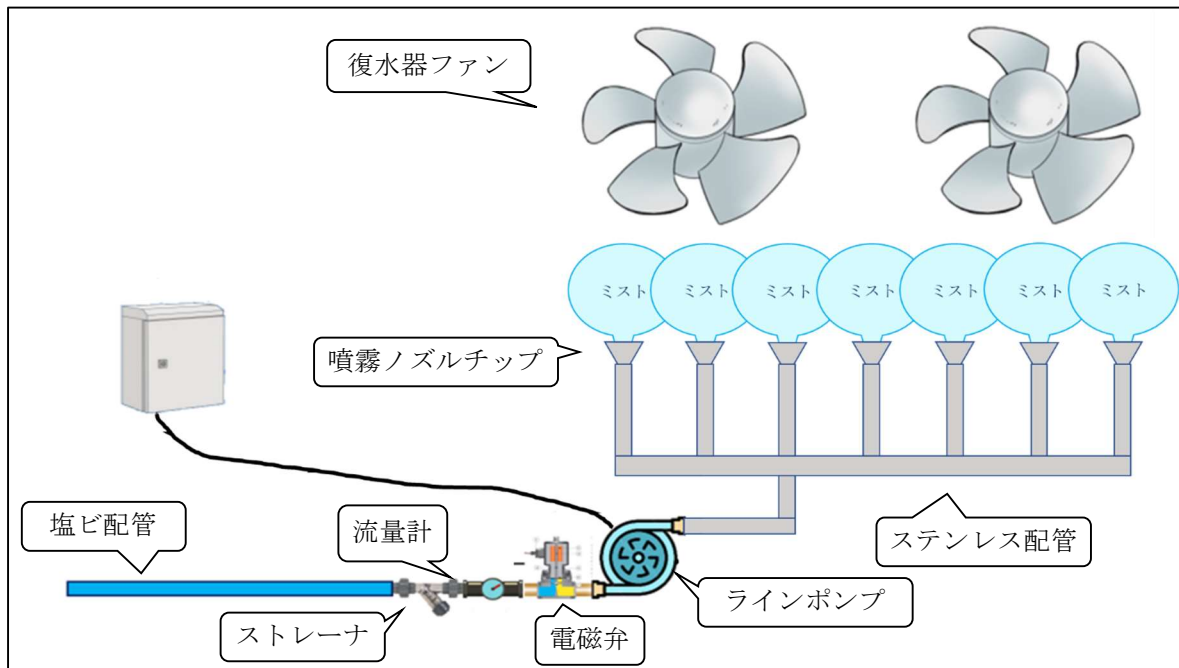 復水器ファン
ミスト
ミスト
ミスト
ミスト
ミスト
ミスト
ミスト
噴霧ノズルチップ
塩ビ配管
流量計
ステンレス配管
ラインポンプ
ストレーナ
電磁弁